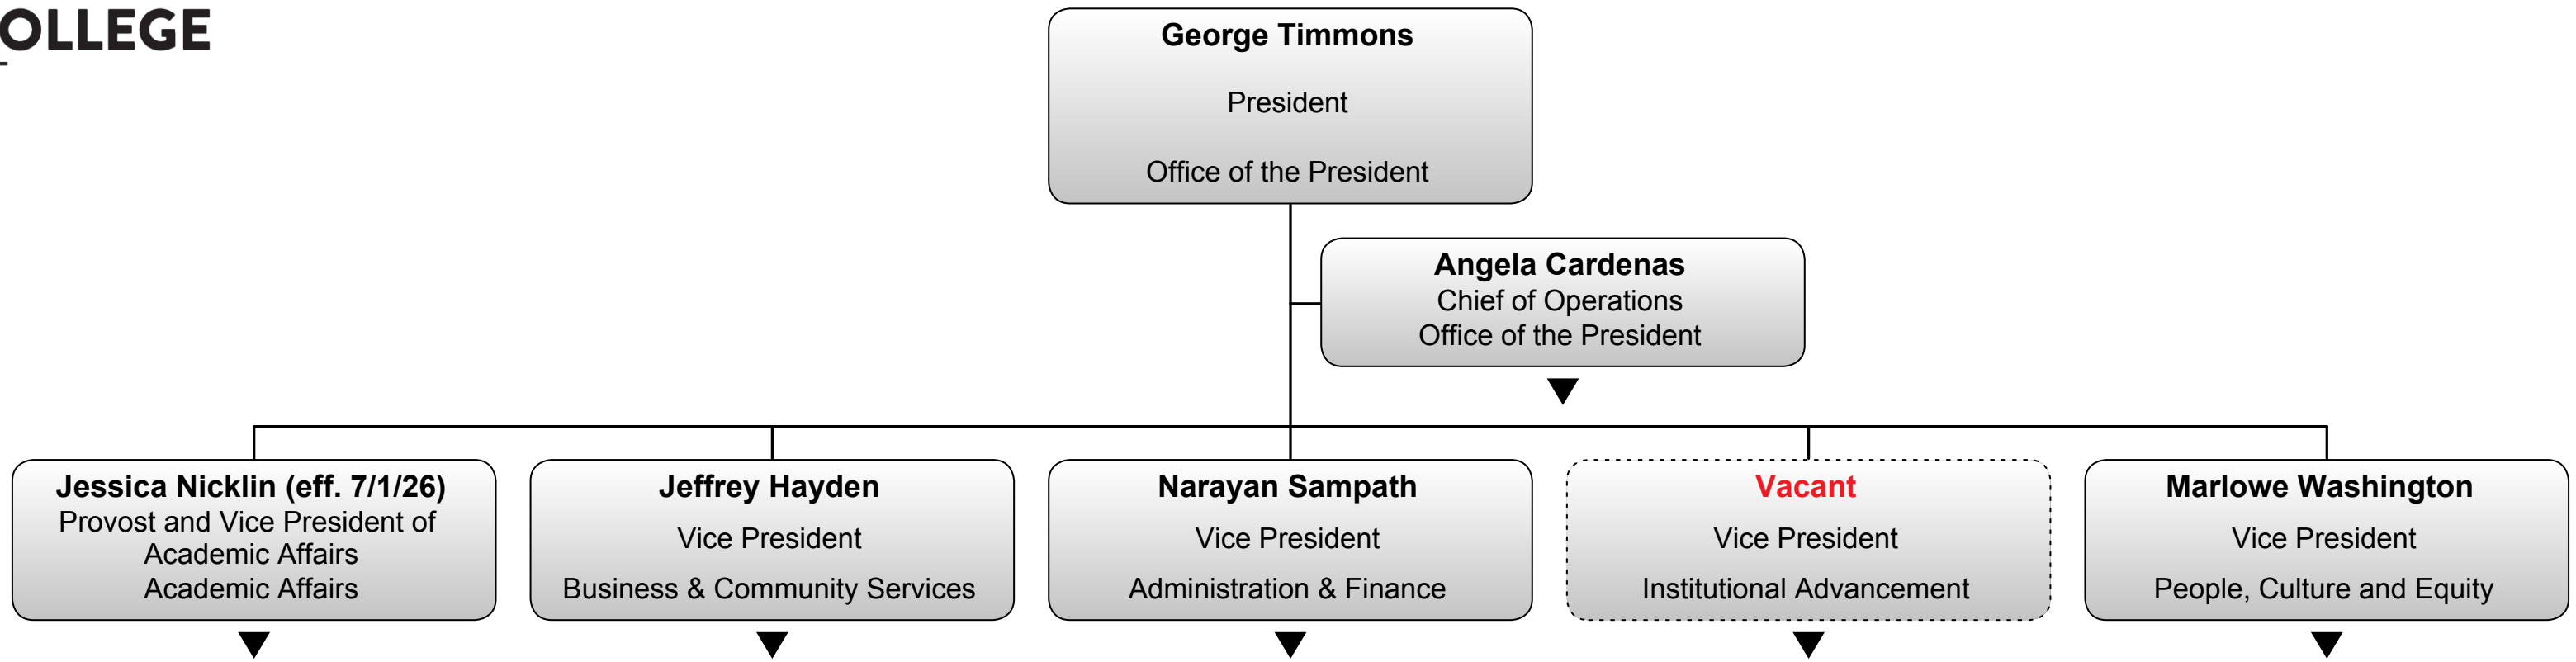 OLLEGE
George Timmons
President
Office of the President
Angela Cardenas
Chief of Operations
Office of the President
Jessica Nicklin (eff. 7/1/26)
Provost and Vice President of
Academic Affairs
Academic Affairs
Jeffrey Hayden
Vice President
Business & Community Services
Narayan Sampath
Vice President
Administration & Finance
Vacant
Vice President
Institutional Advancement
Marlowe Washington
Vice President
People, Culture and Equity